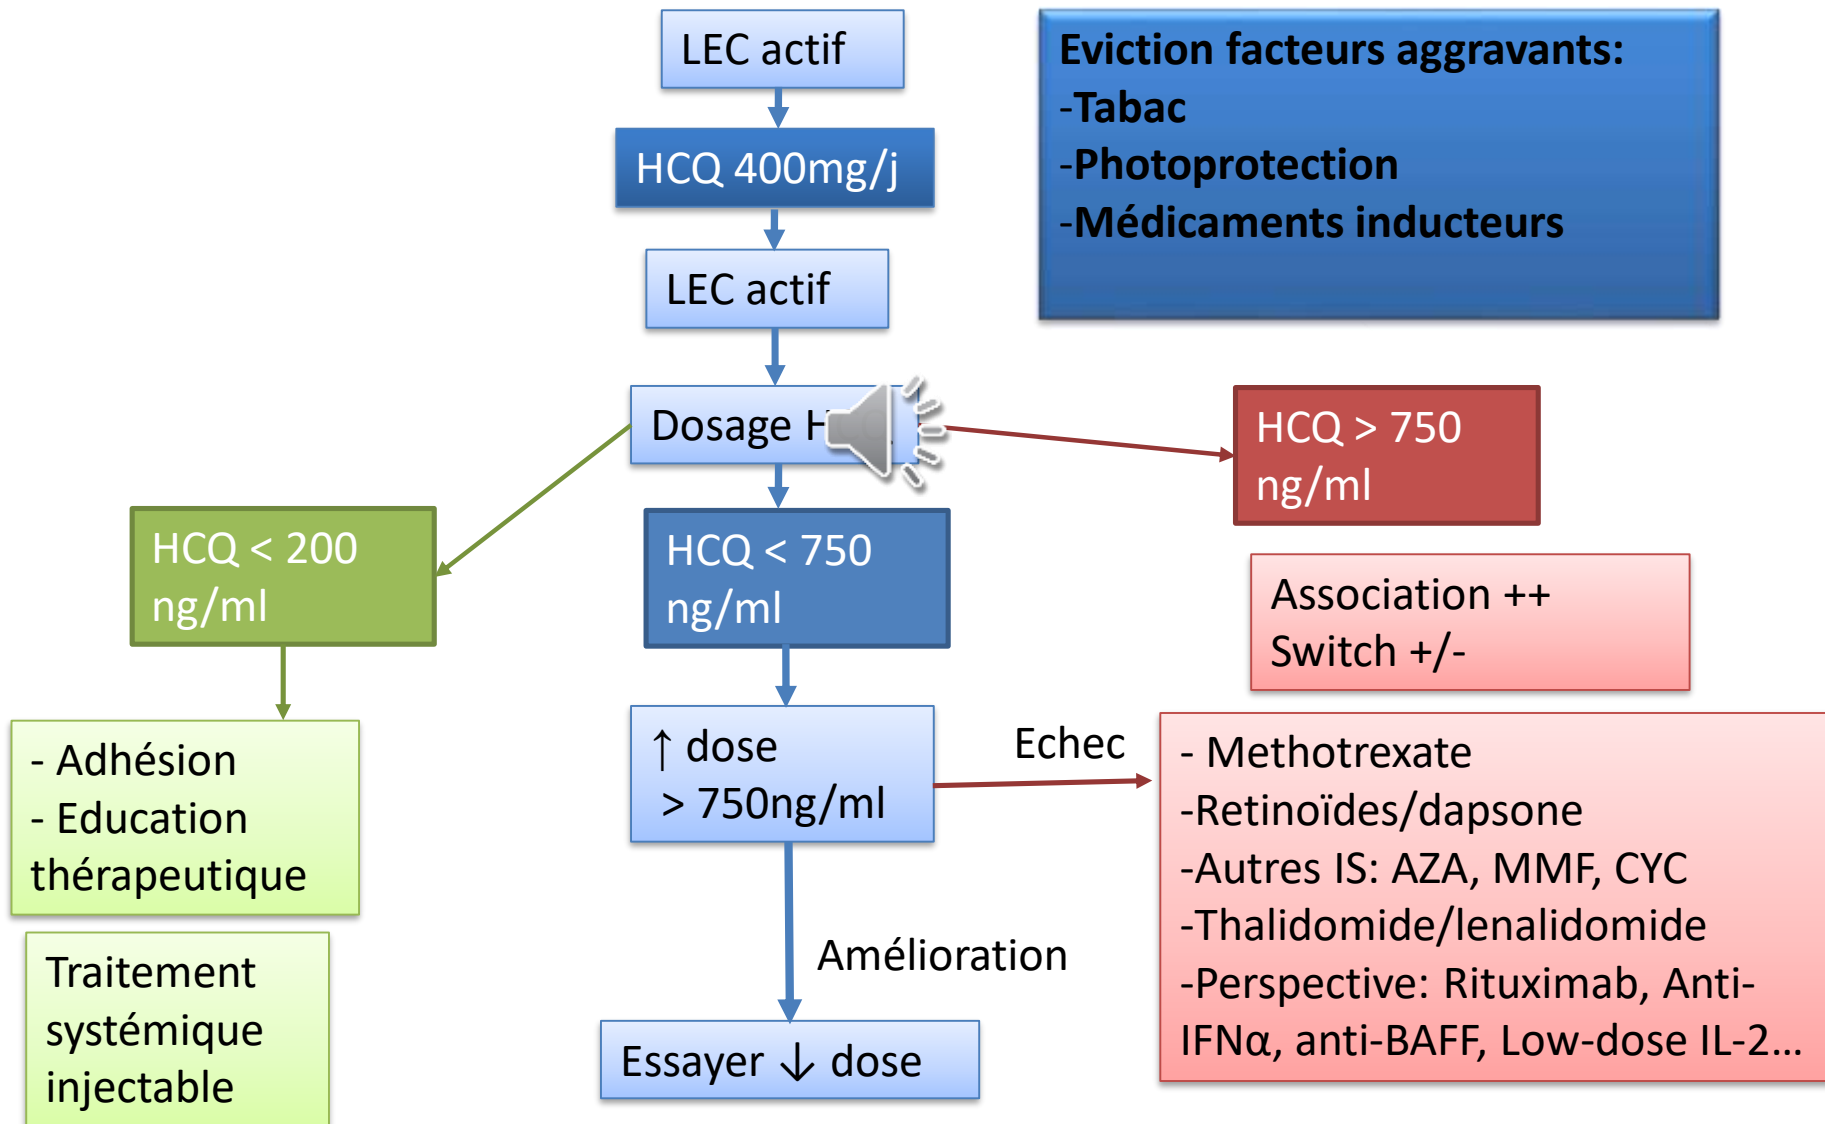 LEC actif
Eviction facteurs aggravants:
-Tabac
-Photoprotection
-Médicaments inducteurs
HCQ 400mg/j
LEC actif
Dosage
HCQ > 750
ng/ml
HCQ < 200
ng/ml
HCQ < 750
ng/ml
Association ++
Switch +/-
- Adhésion
- Education
thérapeutique
↑ dose
> 750ng/ml
Echec
- Methotrexate
-Retinoïdes/dapsone
-Autres IS: AZA, MMF, CYC
-Thalidomide/lenalidomide
-Perspective: Rituximab, Anti-
IFNα, anti-BAFF, Low-dose IL-2...
Amélioration
Traitement
systémique
injectable
Essayer ↓ dose